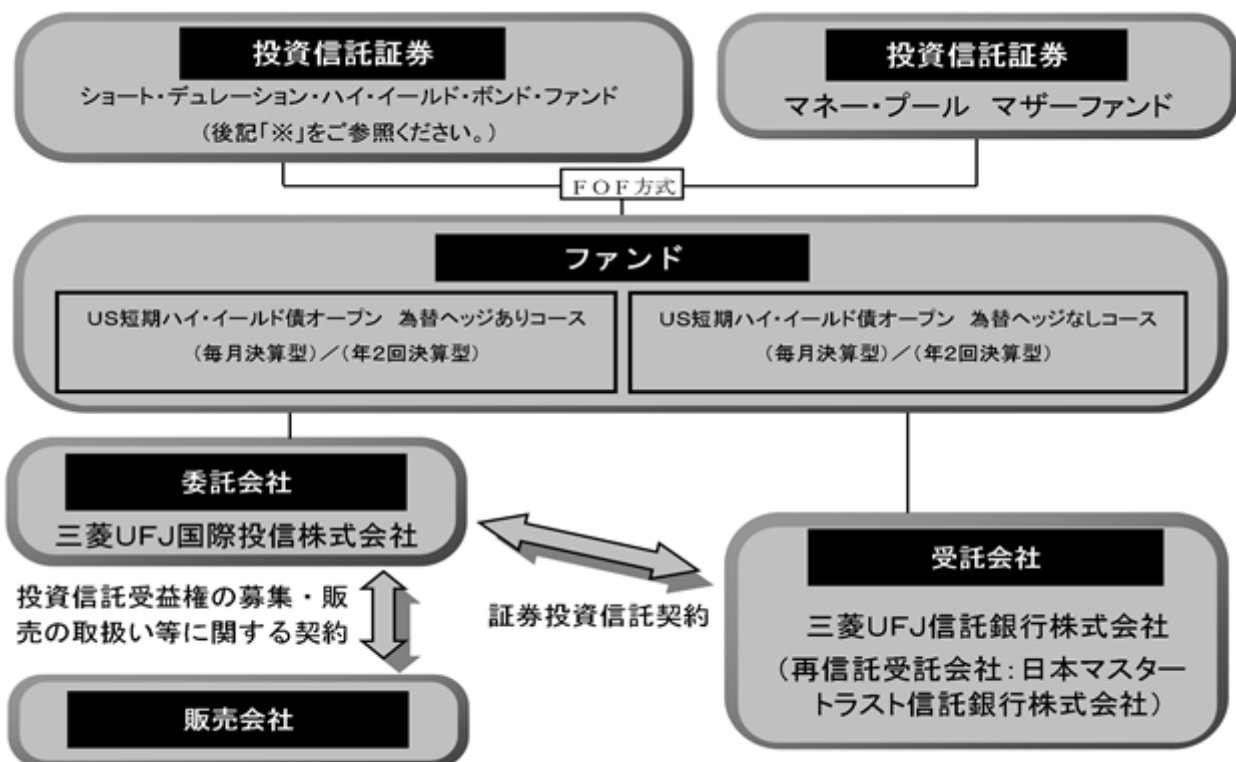 投資信託証券
ショート・デュレーション・ハイ・イールド・ボンド・ファンド
(後記「※」をご参照ください。)
投資信託証券
マネー・プール マザーファンド
FOF方式
ファンド
US短期ハイ・イールド債オープン 為替ヘッジありコース
(毎月決算型)/(年2回決算型)
US短期ハイ・イールド債オープン 為替ヘッジなしコース
(毎月決算型)/(年2回決算型)
委託会社
三菱UFJ国際投信株式会社
投資信託受益権の募集・販
売の取扱い等に関する契約
証券投資信託契約
受託会社
三菱UFJ信託銀行株式会社
(再信託受託会社:日本マスター
トラスト信託銀行株式会社)
販売会社